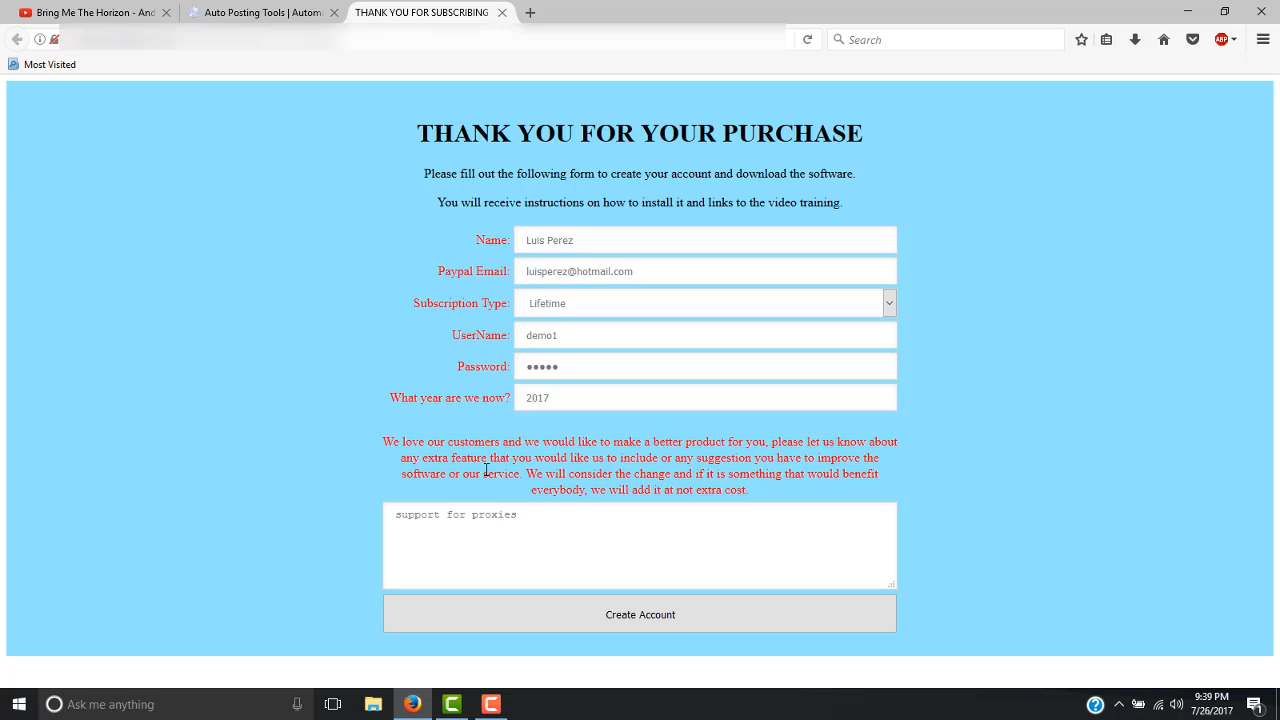 Bring Me The Horizon - And
Auto Posting Tools | Autom
THANK YOU FOR SUBSCRIBING
Search
ABP
Most Visited
THANK YOU FOR YOUR PURCHASE
Please fill out the following form to create your account and download the software.
You will receive instructions on how to install it and links to the video training.
Name: Luis Perez
Paypal Email: luisperez@hotmail.com
Subscription Type: Lifetime
UserName: demo1
Password: ●●●●●
What year are we now? 2017
We love our customers and we would like to make a better product for you, please let us know about
any extra feature that you would like us to include or any suggestion you have to improve the
software or our service. We will consider the change and if it is something that would benefit
everybody, we will add it at not extra cost.
support for proxies
Create Account
Ask me anything
9:39 PM
7/26/2017